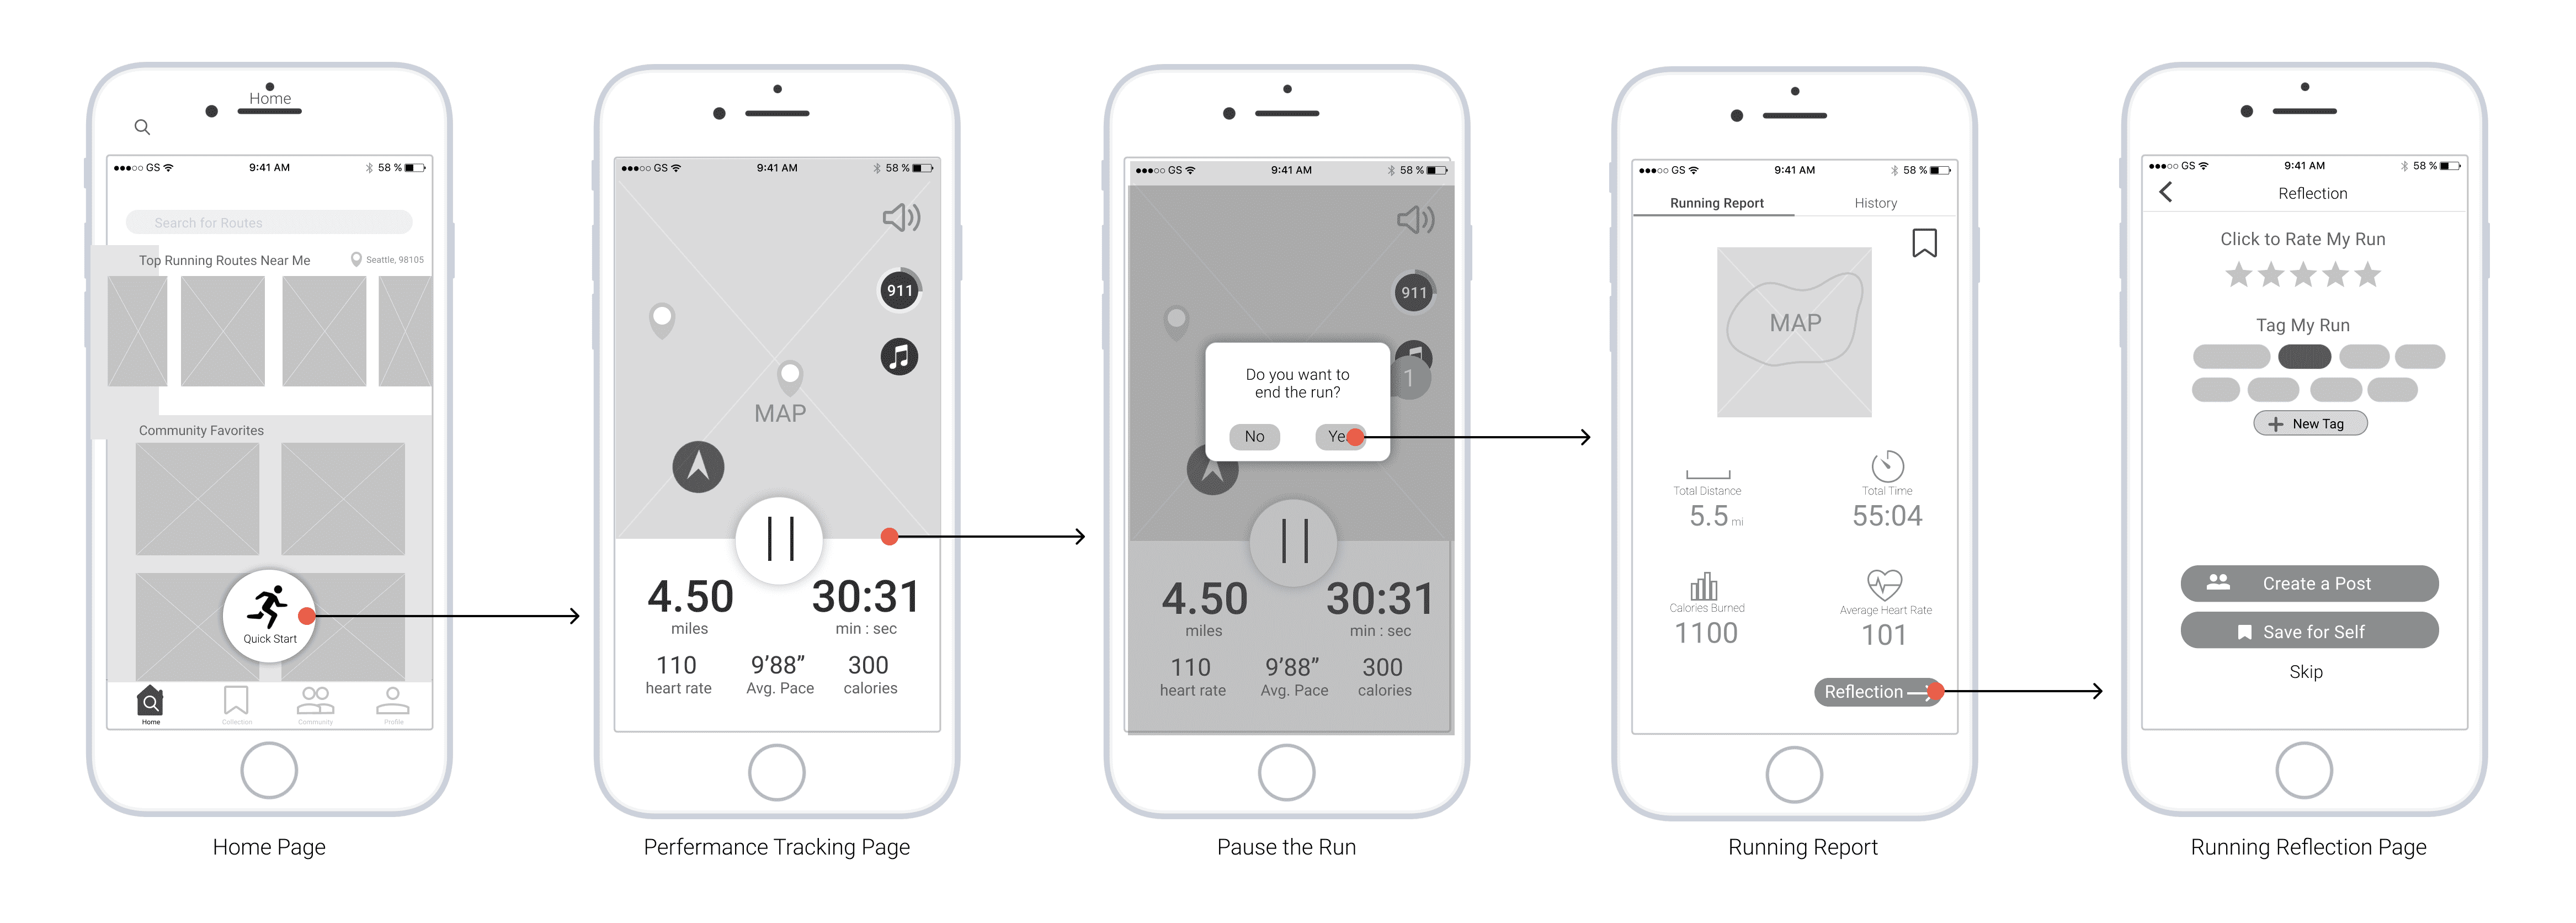 Home
GS 9:41 AM 58 %
Search for Routes
Top Running Routes Near Me
Seattle, 98105
Community Favorites
Quick Start
Home Collection Community Profile
Home Page
GS 9:41 AM 58 %
911
MAP
4.50 30:31
miles min : sec
110 9’88” 300
heart rate Avg. Pace calories
Perfermance Tracking Page
GS 9:41 AM 58 %
911
1
Do you want to
end the run?
No Ye
4.50 30:31
miles min : sec
110 9’88” 300
heart rate Avg. Pace calories
Pause the Run
GS 9:41 AM 58 %
Running Report History
MAP
Total Distance Total Time
5.5 mi 55:04
Calories Burned Average Heart Rate
1100 101
Reflection
Running Report
GS 9:41 AM 58 %
Reflection
Click to Rate My Run
Tag My Run
New Tag
Create a Post
Save for Self
Skip
Running Reflection Page